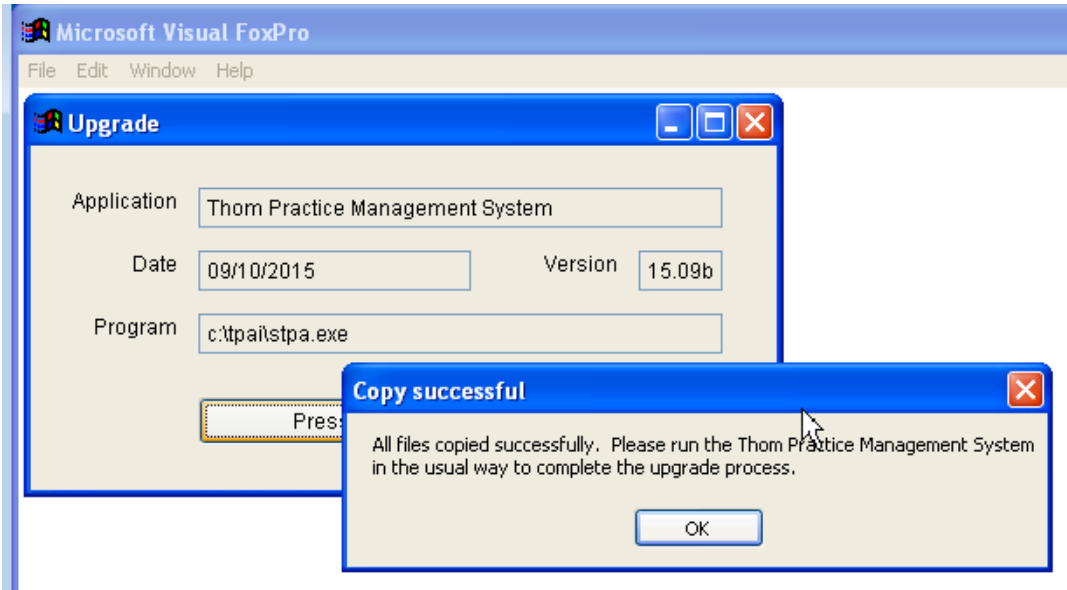 Microsoft Visual FoxPro
File Edit Window Help
Upgrade
Application Thom Practice Management System
Date 09/10/2015 Version 15.09b
Program c:\tpai\stpa.exe
Press
Copy successful
All files copied successfully. Please run the Thom Practice Management System
in the usual way to complete the upgrade process.
OK